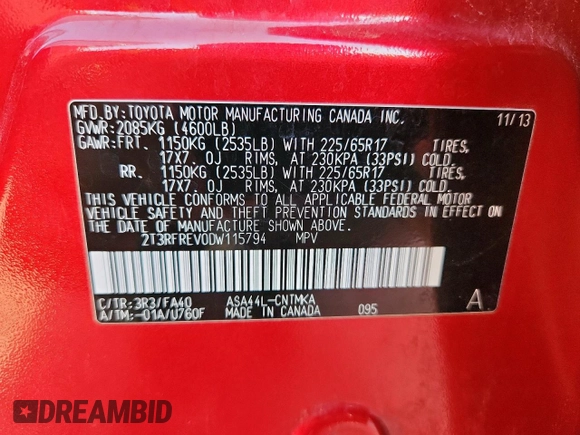 MFD. BY: TOYOTA MOTOR MANUFACTURING CANADA INC. 11/13
GVWR: 2085KG (4600LB)
GAWR: FRT. 1150KG (2535LB) WITH 225/65R17 TIRES,
17X7.0J RIMS, AT 230KPA (33PSI) COLD.
RR. 1150KG (2535LB) WITH 225/65R17 TIRES,
17X7.0J RIMS, AT 230KPA (33PSI) COLD.
THIS VEHICLE CONFORMS TO ALL APPLICABLE FEDERAL MOTOR
VEHICLE SAFETY AND THEFT PREVENTION STANDARDS IN EFFECT ON
THE DATE OF MANUFACTURE SHOWN ABOVE.
2T3RFREV0DW115794 MPV
C/TR: 3R3/FA40 ASA44L-CNTMKA A
A/TM: -01A/U760F MADE IN CANADA 095
DREAMBID